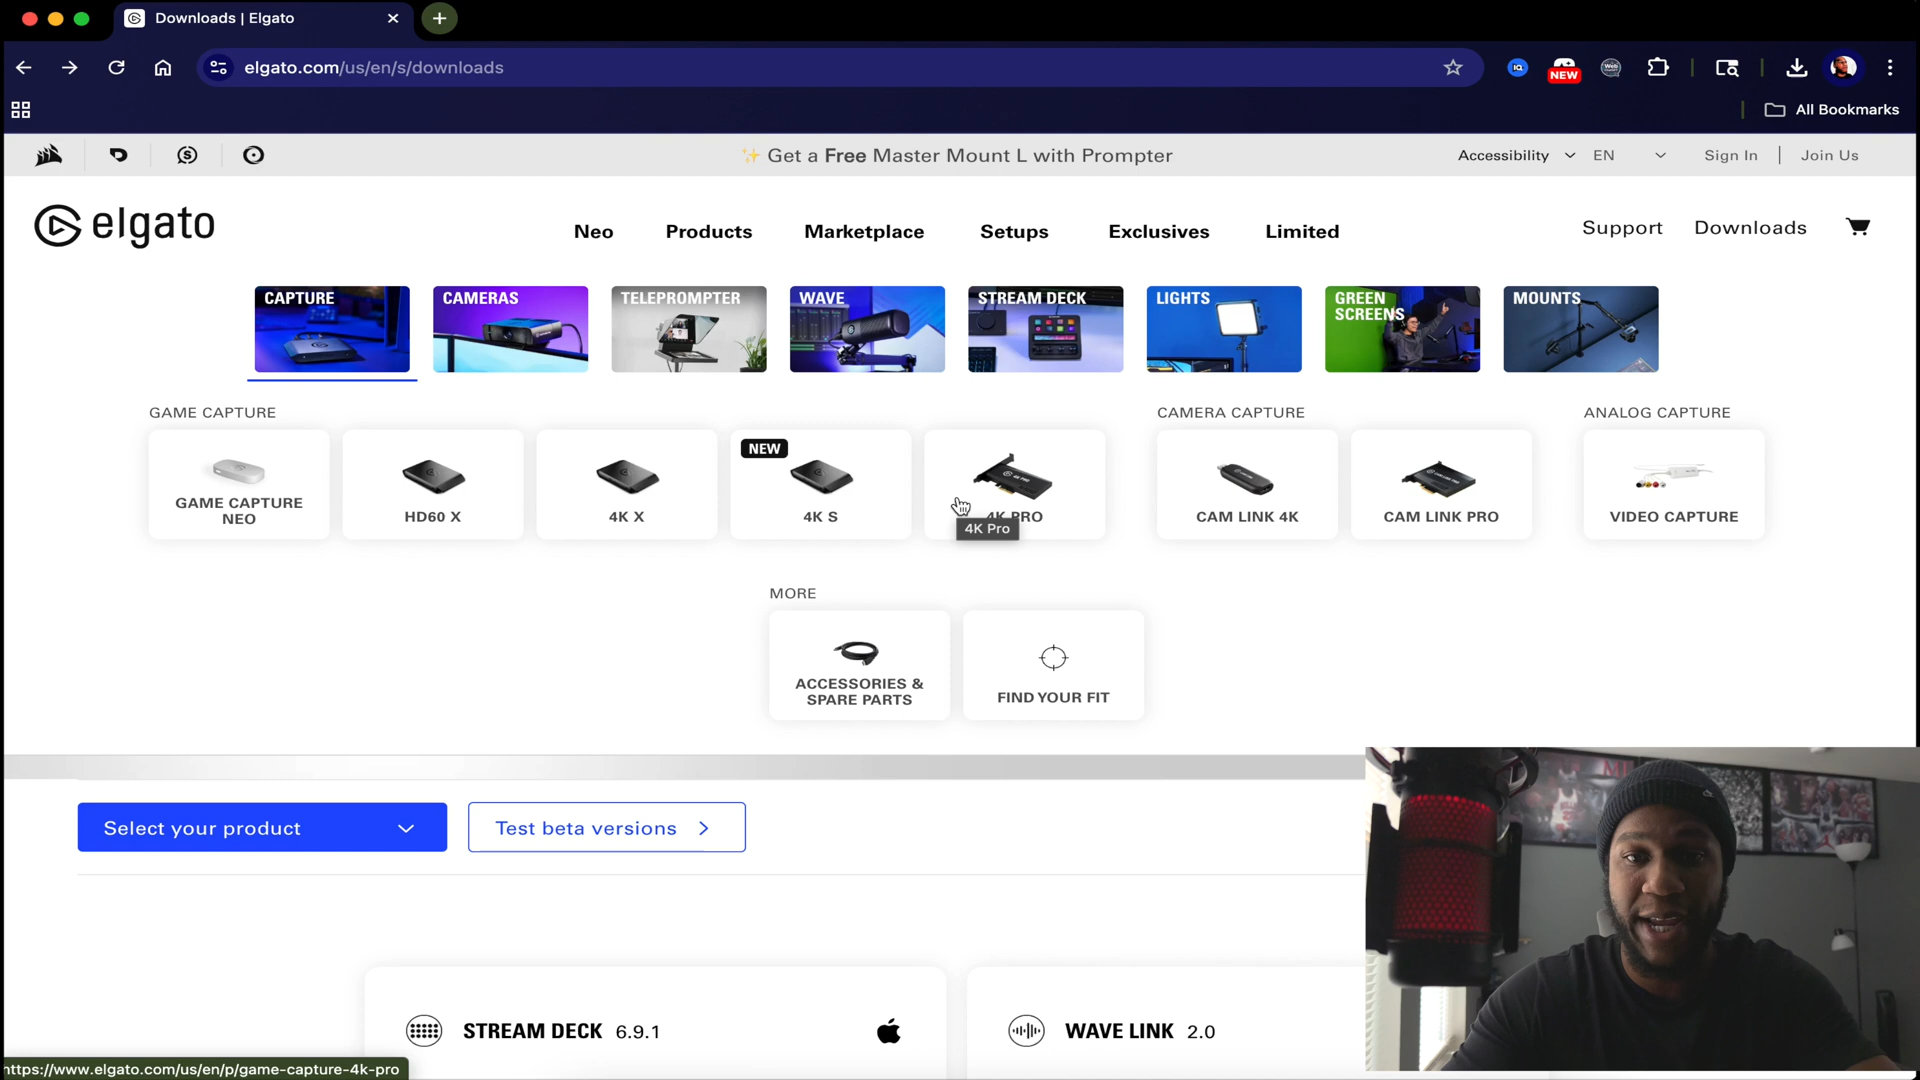 Downloads | Elgato
elgato.com/us/en/s/downloads
IQ
NEW
All Bookmarks
✨ Get a Free Master Mount L with Prompter
Accessibility
EN
Sign In
Join Us
elgato
Neo
Products
Marketplace
Setups
Exclusives
Limited
Support
Downloads
CAPTURE
CAMERAS
TELEPROMPTER
WAVE
STREAM DECK
LIGHTS
GREEN
SCREENS
MOUNTS
GAME CAPTURE
CAMERA CAPTURE
ANALOG CAPTURE
GAME CAPTURE
NEO
HD60 X
4K X
NEW
4K S
4K PRO
4K Pro
CAM LINK 4K
CAM LINK PRO
VIDEO CAPTURE
MORE
ACCESSORIES &
SPARE PARTS
FIND YOUR FIT
Select your product
Test beta versions
STREAM DECK 6.9.1
WAVE LINK 2.0
https://www.elgato.com/us/en/p/game-capture-4k-pro